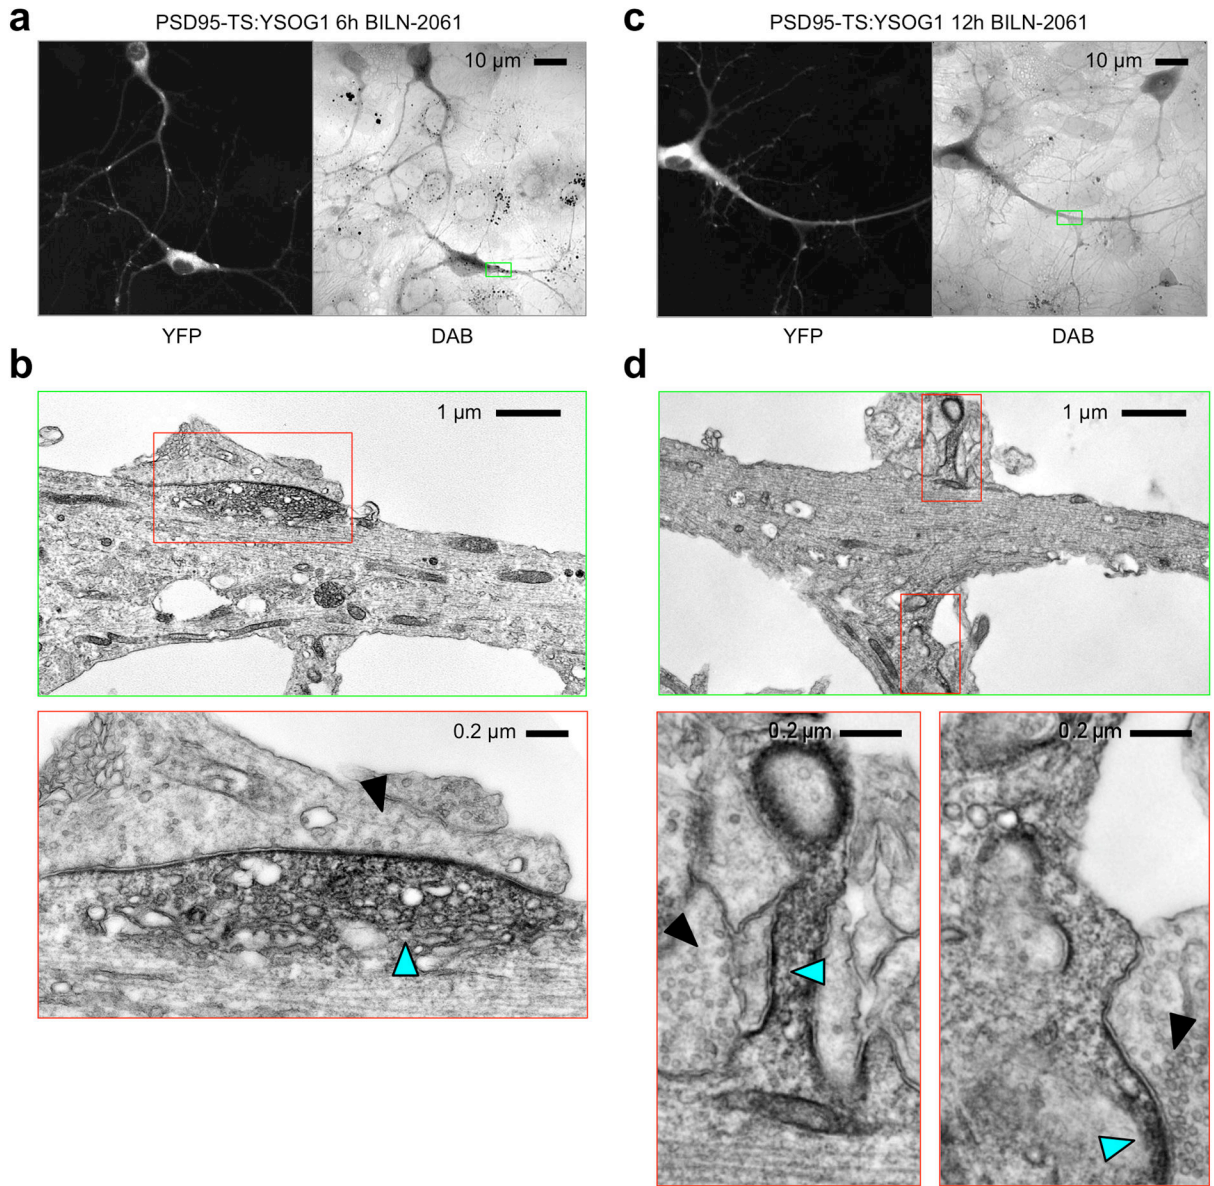 a
PSD95-TS:YSOG1 6h BILN-2061
10 µm
YFP
DAB
b
1 µm
0.2 µm
c
PSD95-TS:YSOG1 12h BILN-2061
10 µm
YFP
DAB
d
1 µm
0.2 µm
0.2 µm